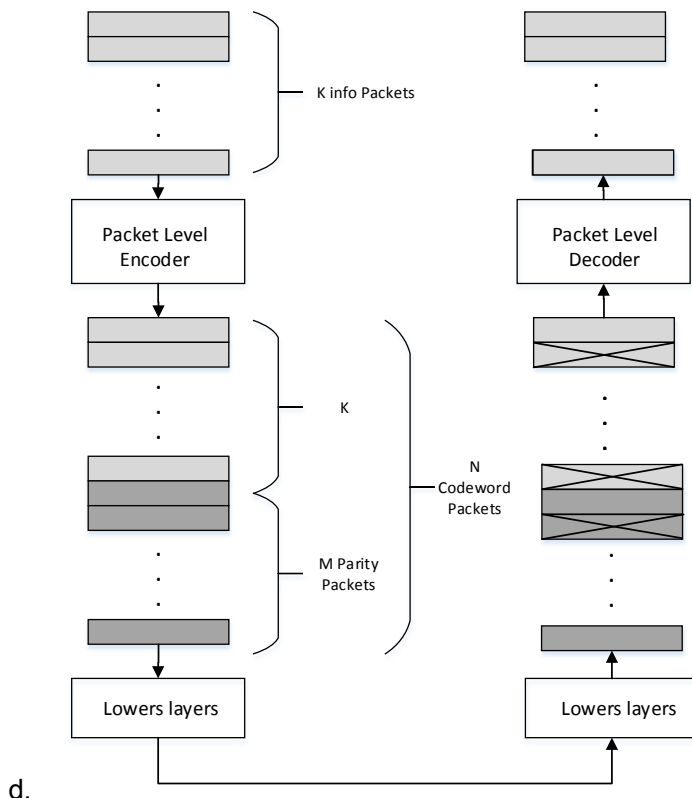 K info Packets
Packet Level
Encoder
Packet Level
Decoder
K
N
Codeword
Packets
M Parity
Packets
Lowers layers
Lowers layers
d.